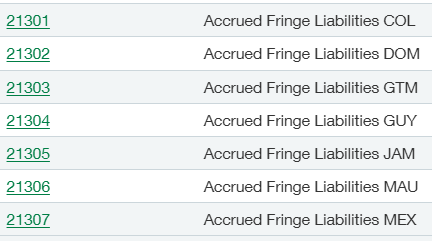 21301 Accrued Fringe Liabilities COL
21302 Accrued Fringe Liabilities DOM
21303 Accrued Fringe Liabilities GTM
21304 Accrued Fringe Liabilities GUY
21305 Accrued Fringe Liabilities JAM
21306 Accrued Fringe Liabilities MAU
21307 Accrued Fringe Liabilities MEX